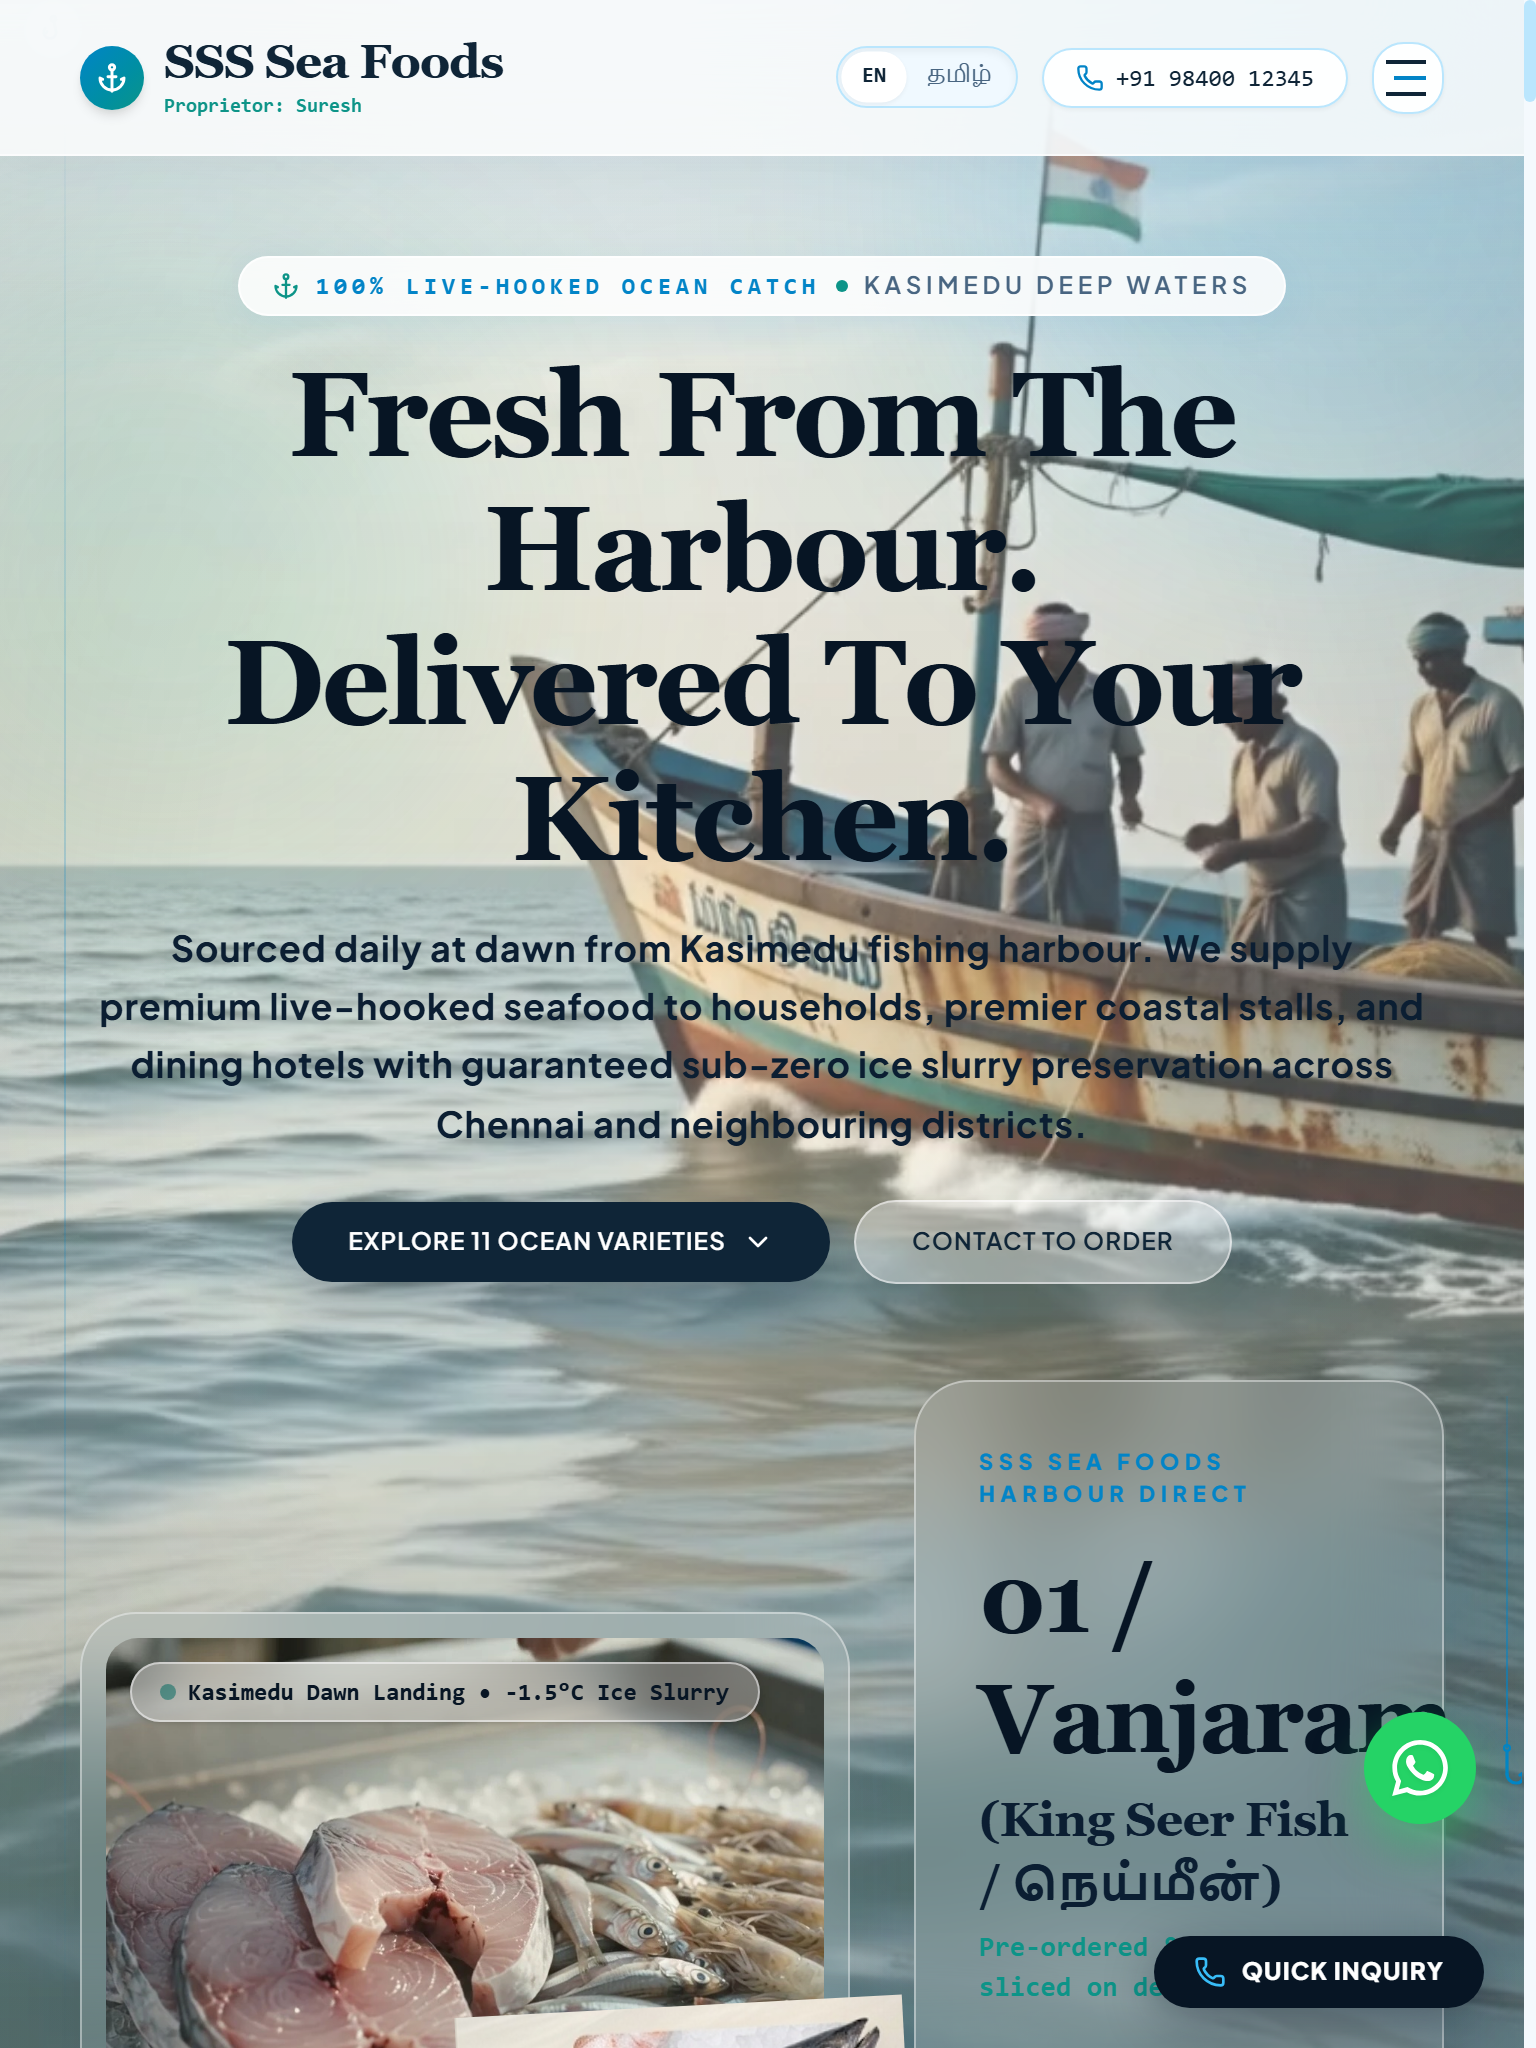 SSS Sea Foods
Proprietor: Suresh
EN
தமிழ்
+91 98400 12345
100% LIVE-HOOKED OCEAN CATCH ● KASIMEDU DEEP WATERS
Fresh From The
Harbour.
Delivered To Your
Kitchen.
Sourced daily at dawn from Kasimedu fishing harbour. We supply
premium live-hooked seafood to households, premier coastal stalls, and
dining hotels with guaranteed sub-zero ice slurry preservation across
Chennai and neighbouring districts.
EXPLORE 11 OCEAN VARIETIES
CONTACT TO ORDER
SSS SEA FOODS
HARBOUR DIRECT
01 /
Vanjaram
(King Seer Fish
/ நெய்மீன்)
Pre-ordered
sliced on
Kasimedu Dawn Landing • -1.5°C Ice Slurry
QUICK INQUIRY